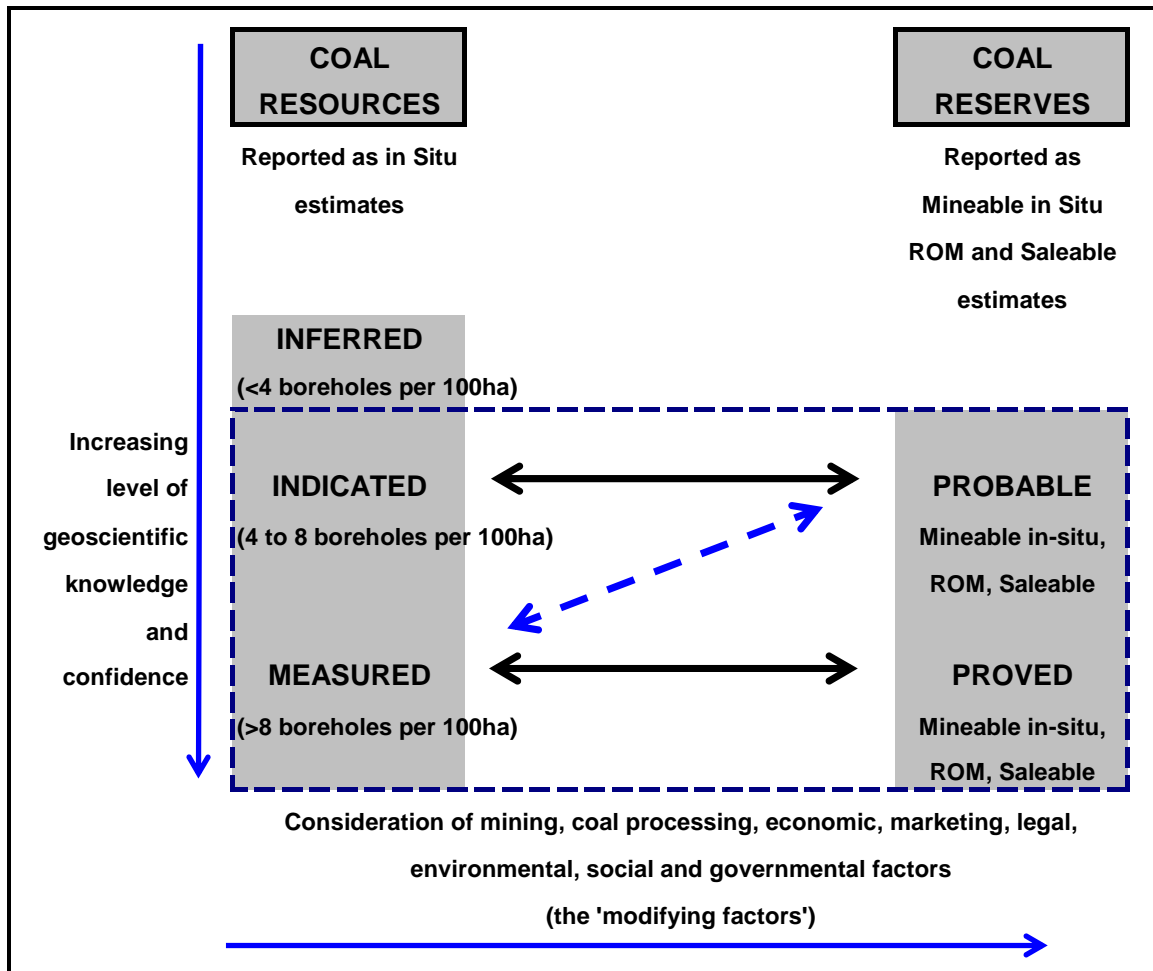 COAL
RESOURCES
Reported as in Situ
estimates
COAL
RESERVES
Reported as
Mineable in Situ
ROM and Saleable
estimates
INFERRED
(<4 boreholes per 100ha)
Increasing
level of
geoscientific
knowledge
and
confidence
INDICATED
(4 to 8 boreholes per 100ha)
PROBABLE
Mineable in-situ,
ROM, Saleable
MEASURED
(>8 boreholes per 100ha)
PROVED
Mineable in-situ,
ROM, Saleable
Consideration of mining, coal processing, economic, marketing, legal,
environmental, social and governmental factors
(the 'modifying factors')